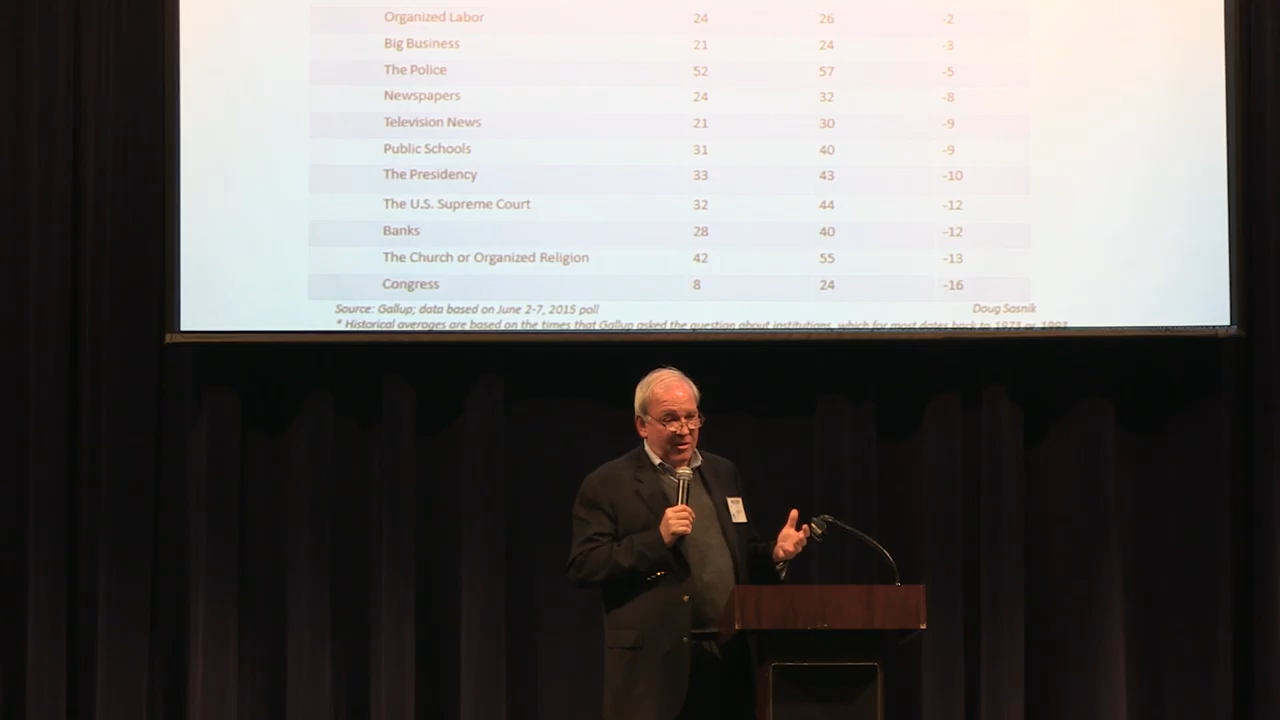 Organized Labor 24 26 -2
Big Business 21 24 -3
The Police 52 57 -5
Newspapers 24 32 -8
Television News 21 30 -9
Public Schools 31 40 -9
The Presidency 33 43 -10
The U.S. Supreme Court 32 44 -12
Banks 28 40 -12
The Church or Organized Religion 42 55 -13
Congress 8 24 -16
Source: Gallup; data based on June 2-7, 2015 poll Doug Sosnik
* Historical averages are based on the times that Gallup asked the question about institutions, which for most dates back to 1973 or 1993